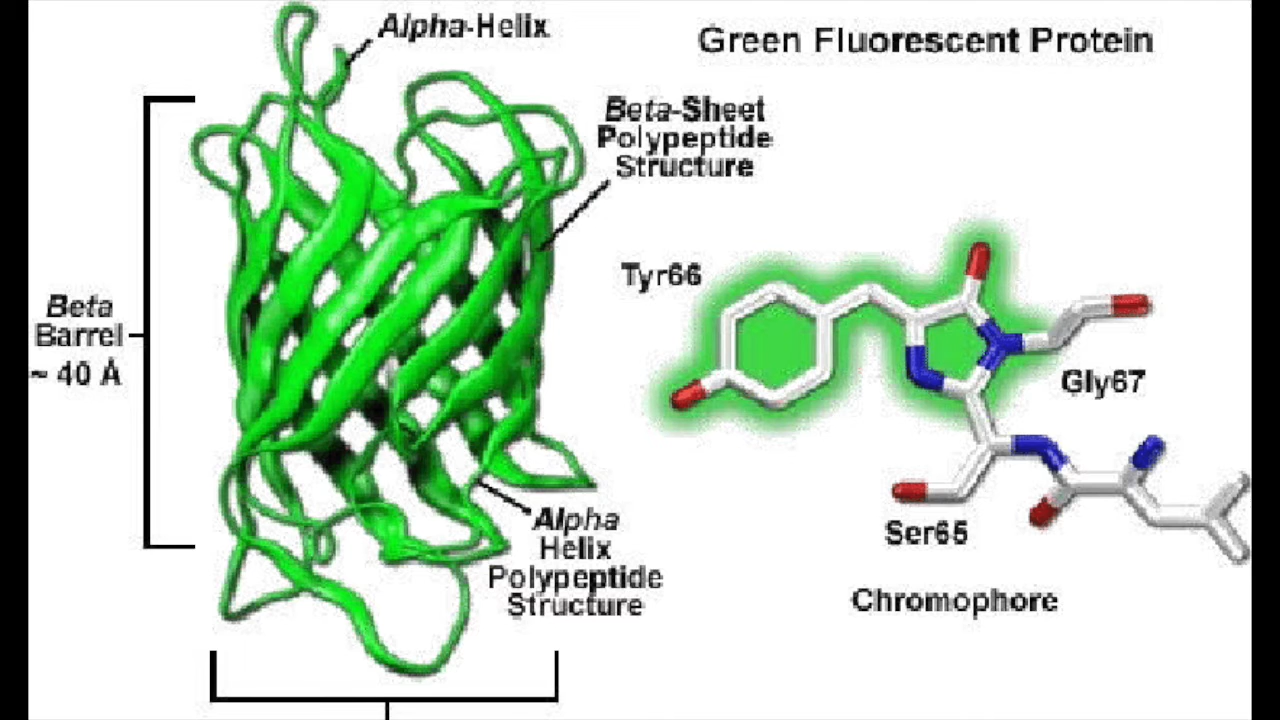 Alpha-Helix
Green Fluorescent Protein
Beta-Sheet
Polypeptide
Structure
Tyr66
Beta
Barrel
~ 40 Å
Gly67
Ser65
Alpha
Helix
Polypeptide
Structure
Chromophore